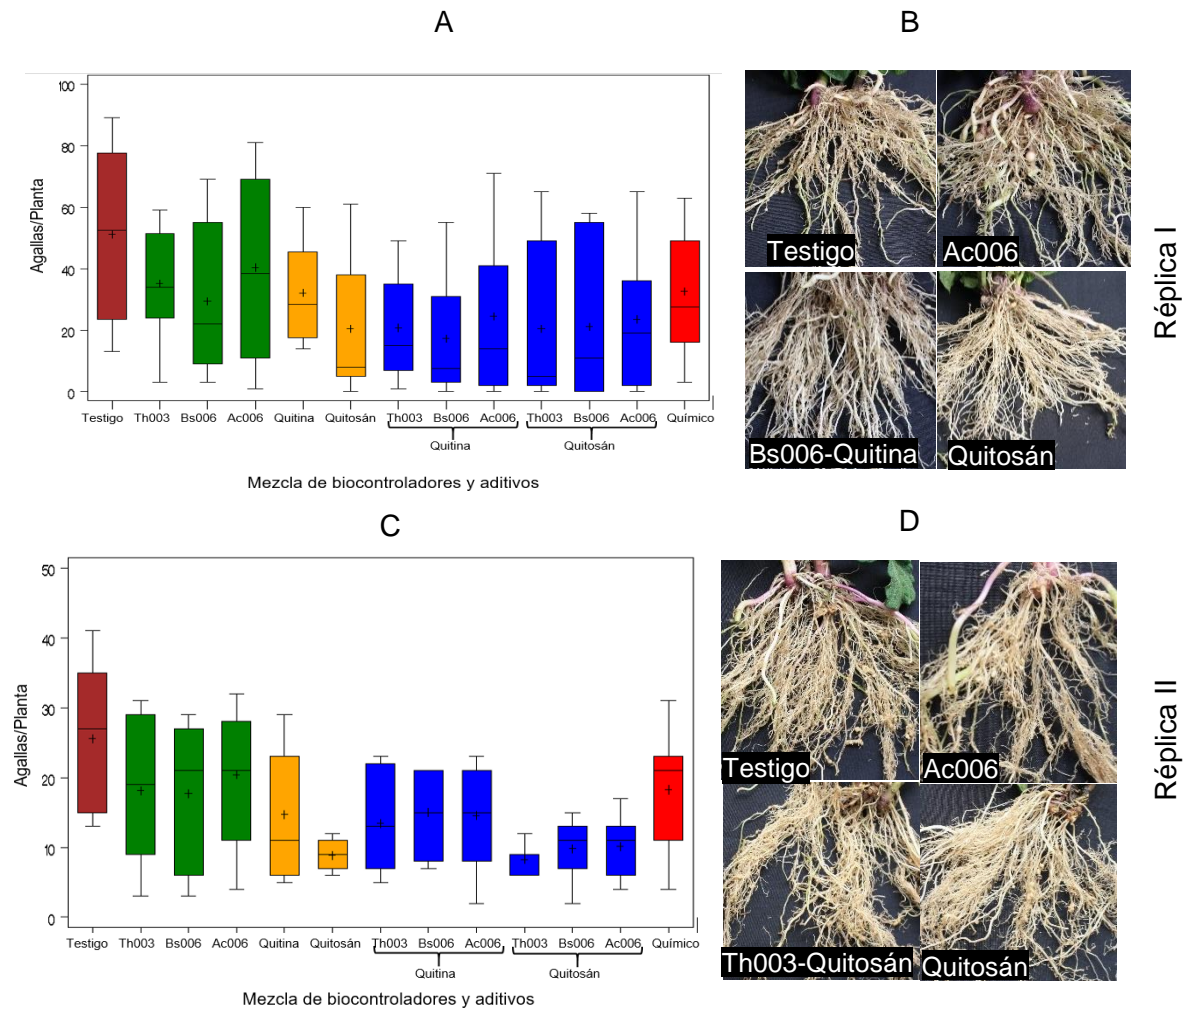 A
B
100
80
60
40
20
0
Agallas/Planta
Testigo Th003 Bs006 Ac006 Quitina Quitosán Th003 Bs006 Ac006 Th003 Bs006 Ac006 Químico
Quitina Quitosán
Mezcla de biocontroladores y aditivos
Testigo
Ac006
Bs006-Quitina
Quitosán
Réplica I
C
D
50
40
30
20
10
0
Agallas/Planta
Testigo Th003 Bs006 Ac006 Quitina Quitosán Th003 Bs006 Ac006 Th003 Bs006 Ac006 Químico
Quitina Quitosán
Mezcla de biocontroladores y aditivos
Testigo
Ac006
Th003-Quitosán
Quitosán
Réplica II